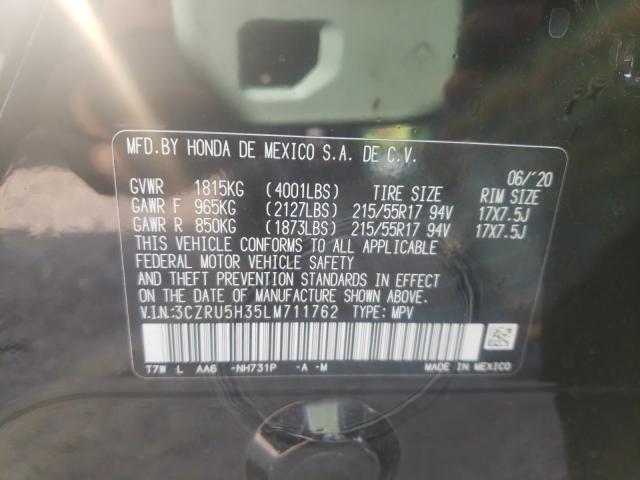 MFD.BY HONDA DE MEXICO S.A. DE C.V.
06/'20
GVWR 1815KG (4001LBS) TIRE SIZE RIM SIZE
GAWR F 965KG (2127LBS) 215/55R17 94V 17X7.5J
GAWR R 850KG (1873LBS) 215/55R17 94V 17X7.5J
THIS VEHICLE CONFORMS TO ALL APPLICABLE
FEDERAL MOTOR VEHICLE SAFETY
AND THEFT PREVENTION STANDARDS IN EFFECT
ON THE DATE OF MANUFACTURE SHOWN ABOVE.
V.I.N.:3CZRU5H35LM711762 TYPE: MPV
T7W L AA6 -NH731P -A -M MADE IN MEXICO